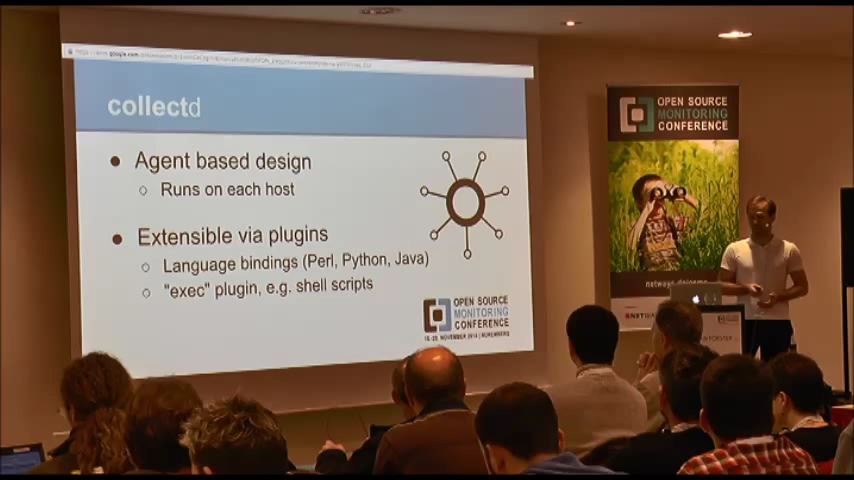 collectd
● Agent based design
○ Runs on each host
● Extensible via plugins
○ Language bindings (Perl, Python, Java)
○ "exec" plugin, e.g. shell scripts
OPEN SOURCE
MONITORING
CONFERENCE
NUREMBERG
OPEN SOURCE
MONITORING
CONFERENCE